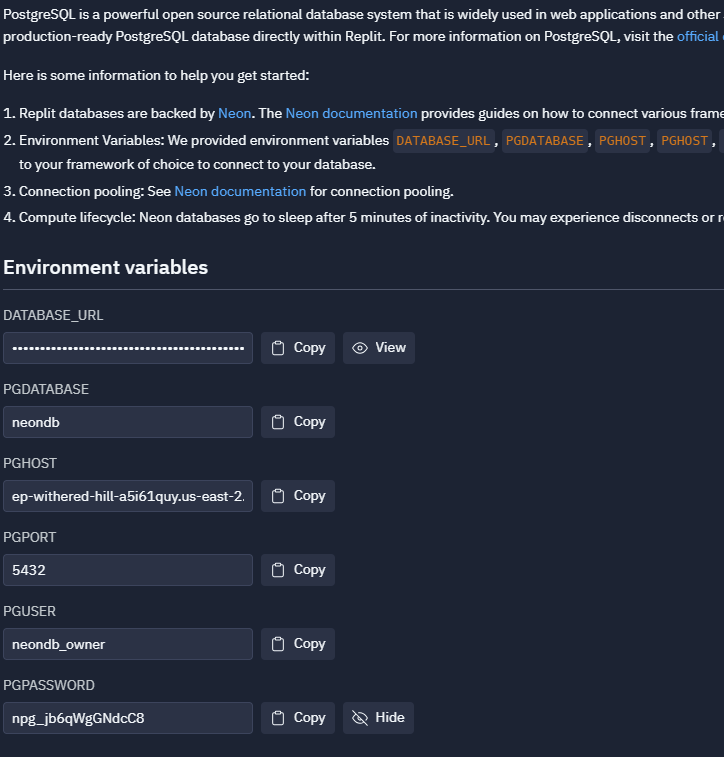 PostgreSQL is a powerful open source relational database system that is widely used in web applications and other
production-ready PostgreSQL database directly within Replit. For more information on PostgreSQL, visit the official
Here is some information to help you get started:
1. Replit databases are backed by Neon. The Neon documentation provides guides on how to connect various frame
2. Environment Variables: We provided environment variables DATABASE_URL, PGDATABASE, PGHOST, PGHOST,
to your framework of choice to connect to your database.
3. Connection pooling: See Neon documentation for connection pooling.
4. Compute lifecycle: Neon databases go to sleep after 5 minutes of inactivity. You may experience disconnects or r
Environment variables
DATABASE_URL
•••••••••••••••••••••••••••••••••••••••••• Copy View
PGDATABASE
neondb Copy
PGHOST
ep-withered-hill-a5i61quy.us-east-2. Copy
PGPORT
5432 Copy
PGUSER
neondb_owner Copy
PGPASSWORD
npg_jb6qWgGNdcC8 Copy Hide